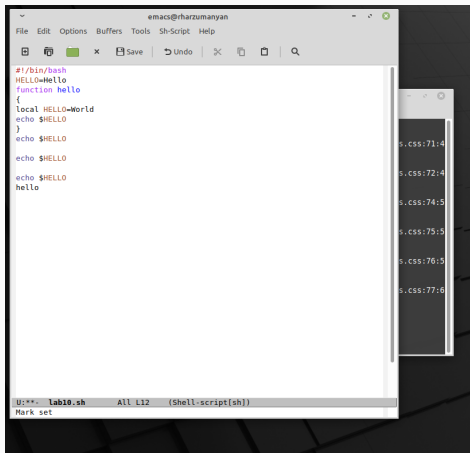 emacs@rharzumanyan
File Edit Options Buffers Tools Sh-Script Help
Save Undo
#!/bin/bash
HELLO=Hello
function hello
{
local HELLO=World
echo $HELLO
}
echo $HELLO
echo $HELLO
echo $HELLO
hello
U:**- lab10.sh All L12 (Shell-script[sh])
Mark set
s.css:71:4
s.css:72:4
s.css:74:5
s.css:75:5
s.css:76:5
s.css:77:6